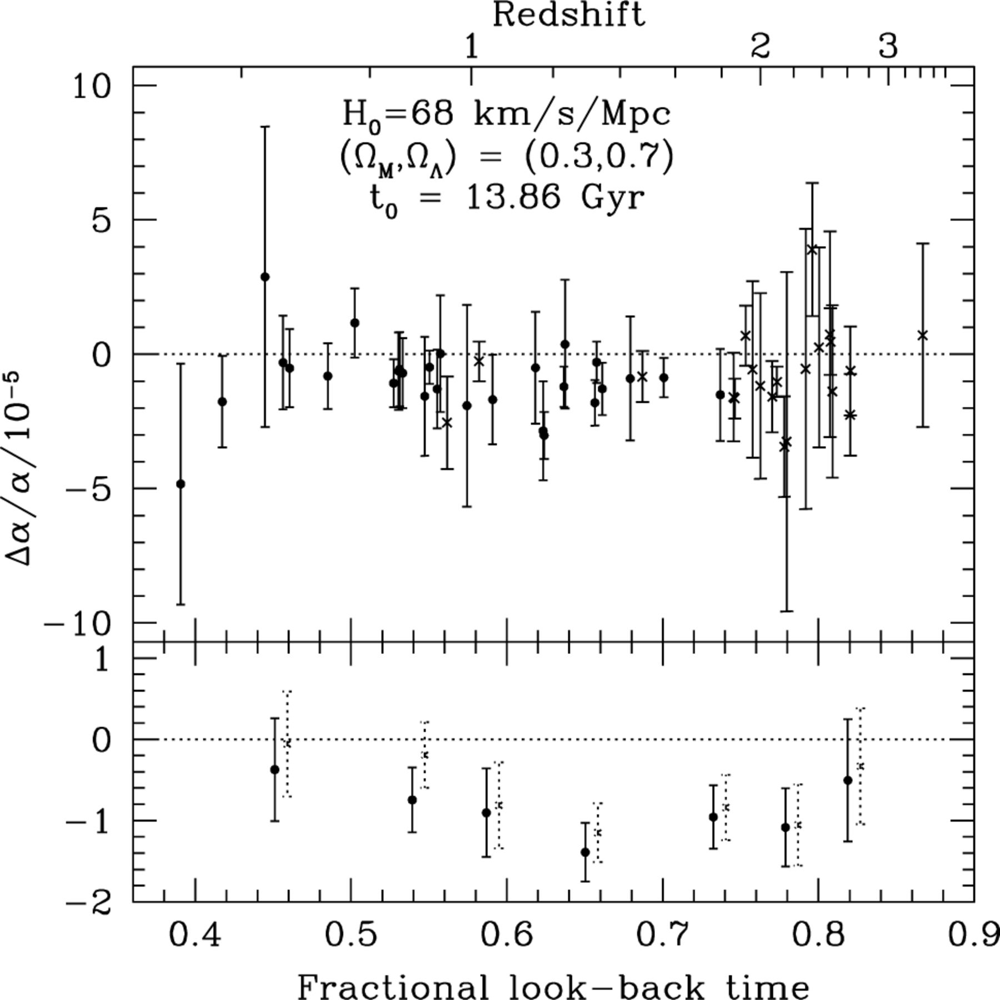 Redshift
1 2 3
10
H₀=68 km/s/Mpc
(Ω_M,Ω_Λ) = (0.3,0.7)
t₀ = 13.86 Gyr
5
0
−5
−10
Δα/α/10⁻⁵
1
0
−1
−2
0.4 0.5 0.6 0.7 0.8 0.9
Fractional look−back time